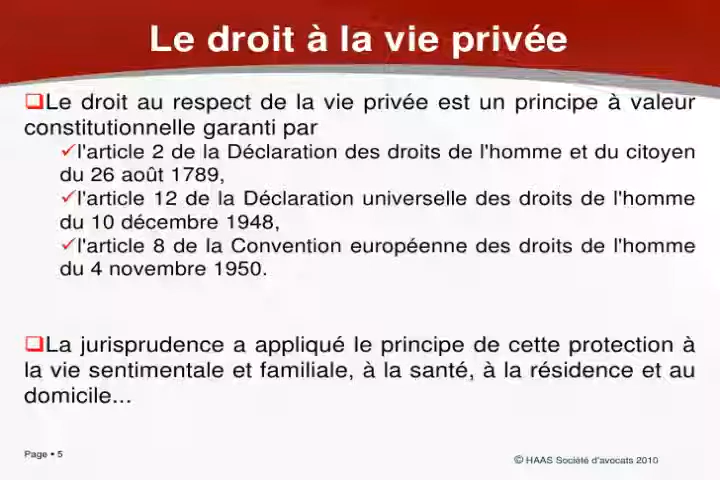 Le droit à la vie privée
❑Le droit au respect de la vie privée est un principe à valeur
constitutionnelle garanti par
✓l'article 2 de la Déclaration des droits de l'homme et du citoyen
du 26 août 1789,
✓l'article 12 de la Déclaration universelle des droits de l'homme
du 10 décembre 1948,
✓l'article 8 de la Convention européenne des droits de l'homme
du 4 novembre 1950.
❑La jurisprudence a appliqué le principe de cette protection à
la vie sentimentale et familiale, à la santé, à la résidence et au
domicile...
Page • 5
© HAAS Société d'avocats 2010